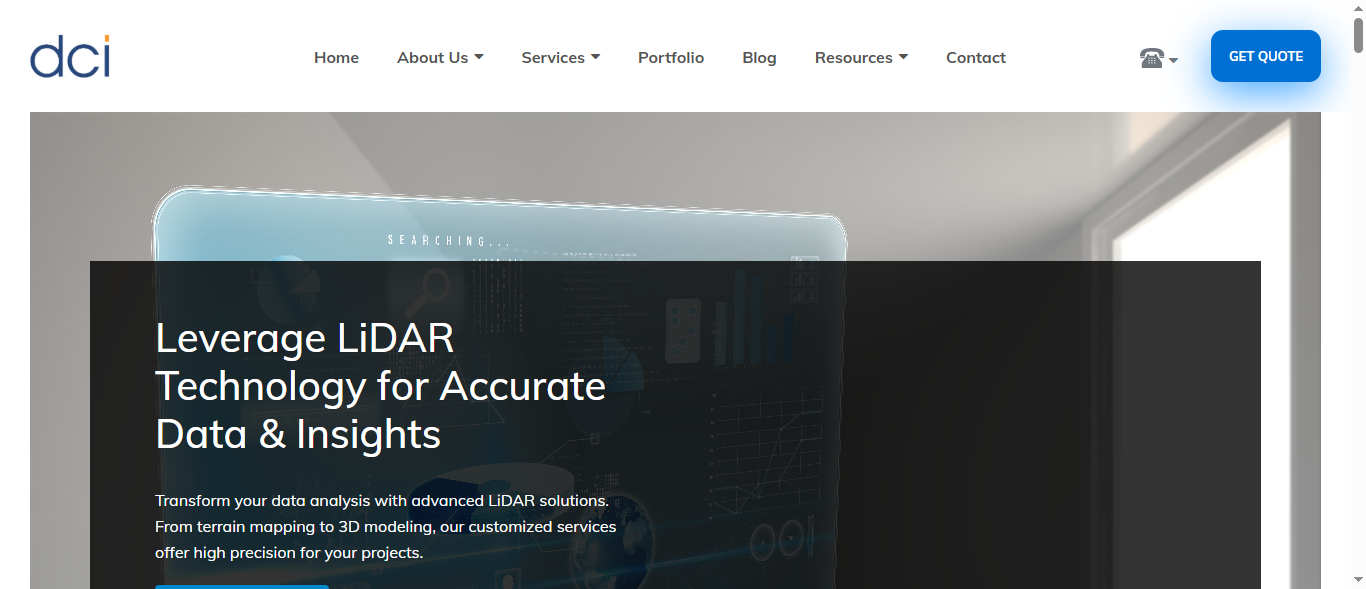 dci
Home
About Us
Services
Portfolio
Blog
Resources
Contact
GET QUOTE
SEARCHING...
Leverage LiDAR
Technology for Accurate
Data & Insights
Transform your data analysis with advanced LiDAR solutions.
From terrain mapping to 3D modeling, our customized services
offer high precision for your projects.